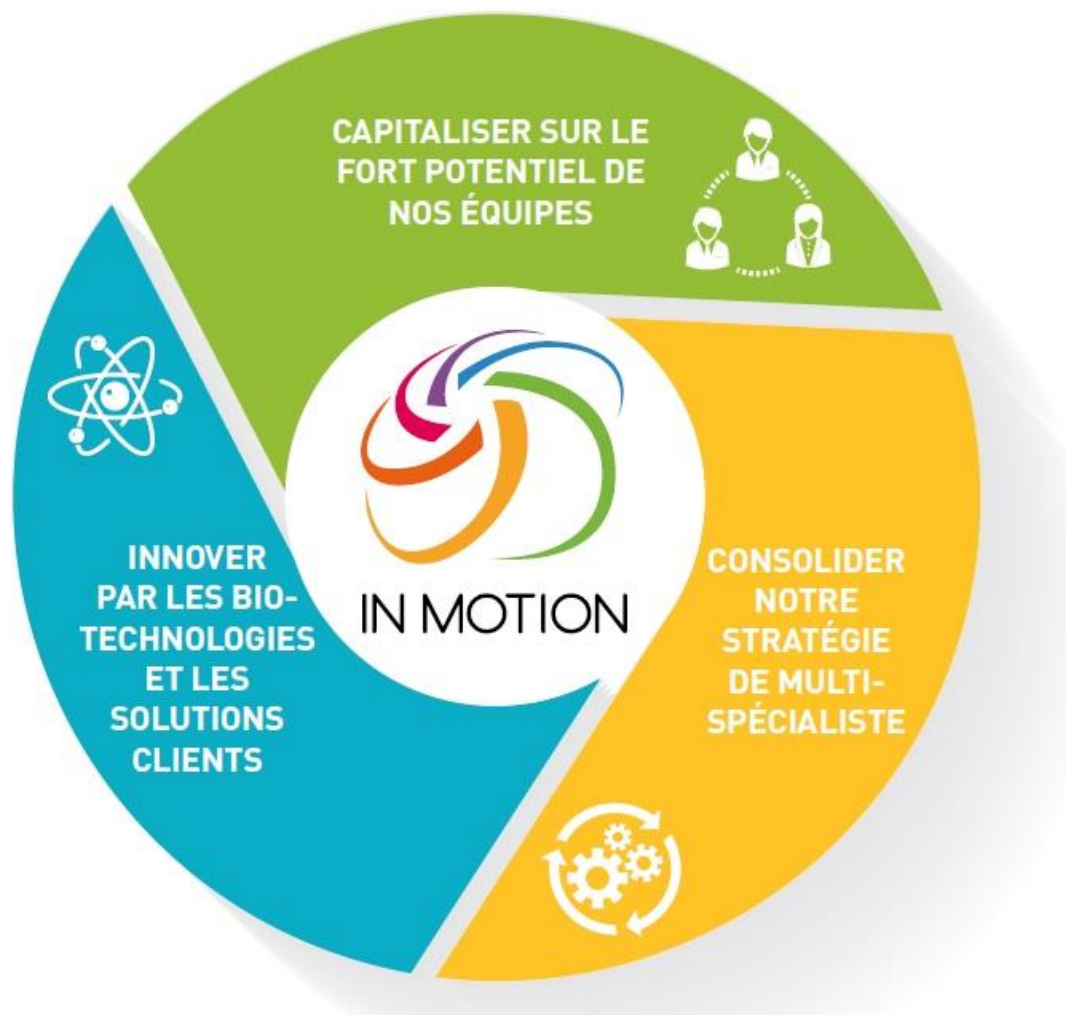 CAPITALISER SUR LE
FORT POTENTIEL DE
NOS ÉQUIPES
INNOVER
PAR LES BIO-
TECHNOLOGIES
ET LES
SOLUTIONS
CLIENTS
IN MOTION
CONSOLIDER
NOTRE
STRATÉGIE
DE MULTI-
SPÉCIALISTE